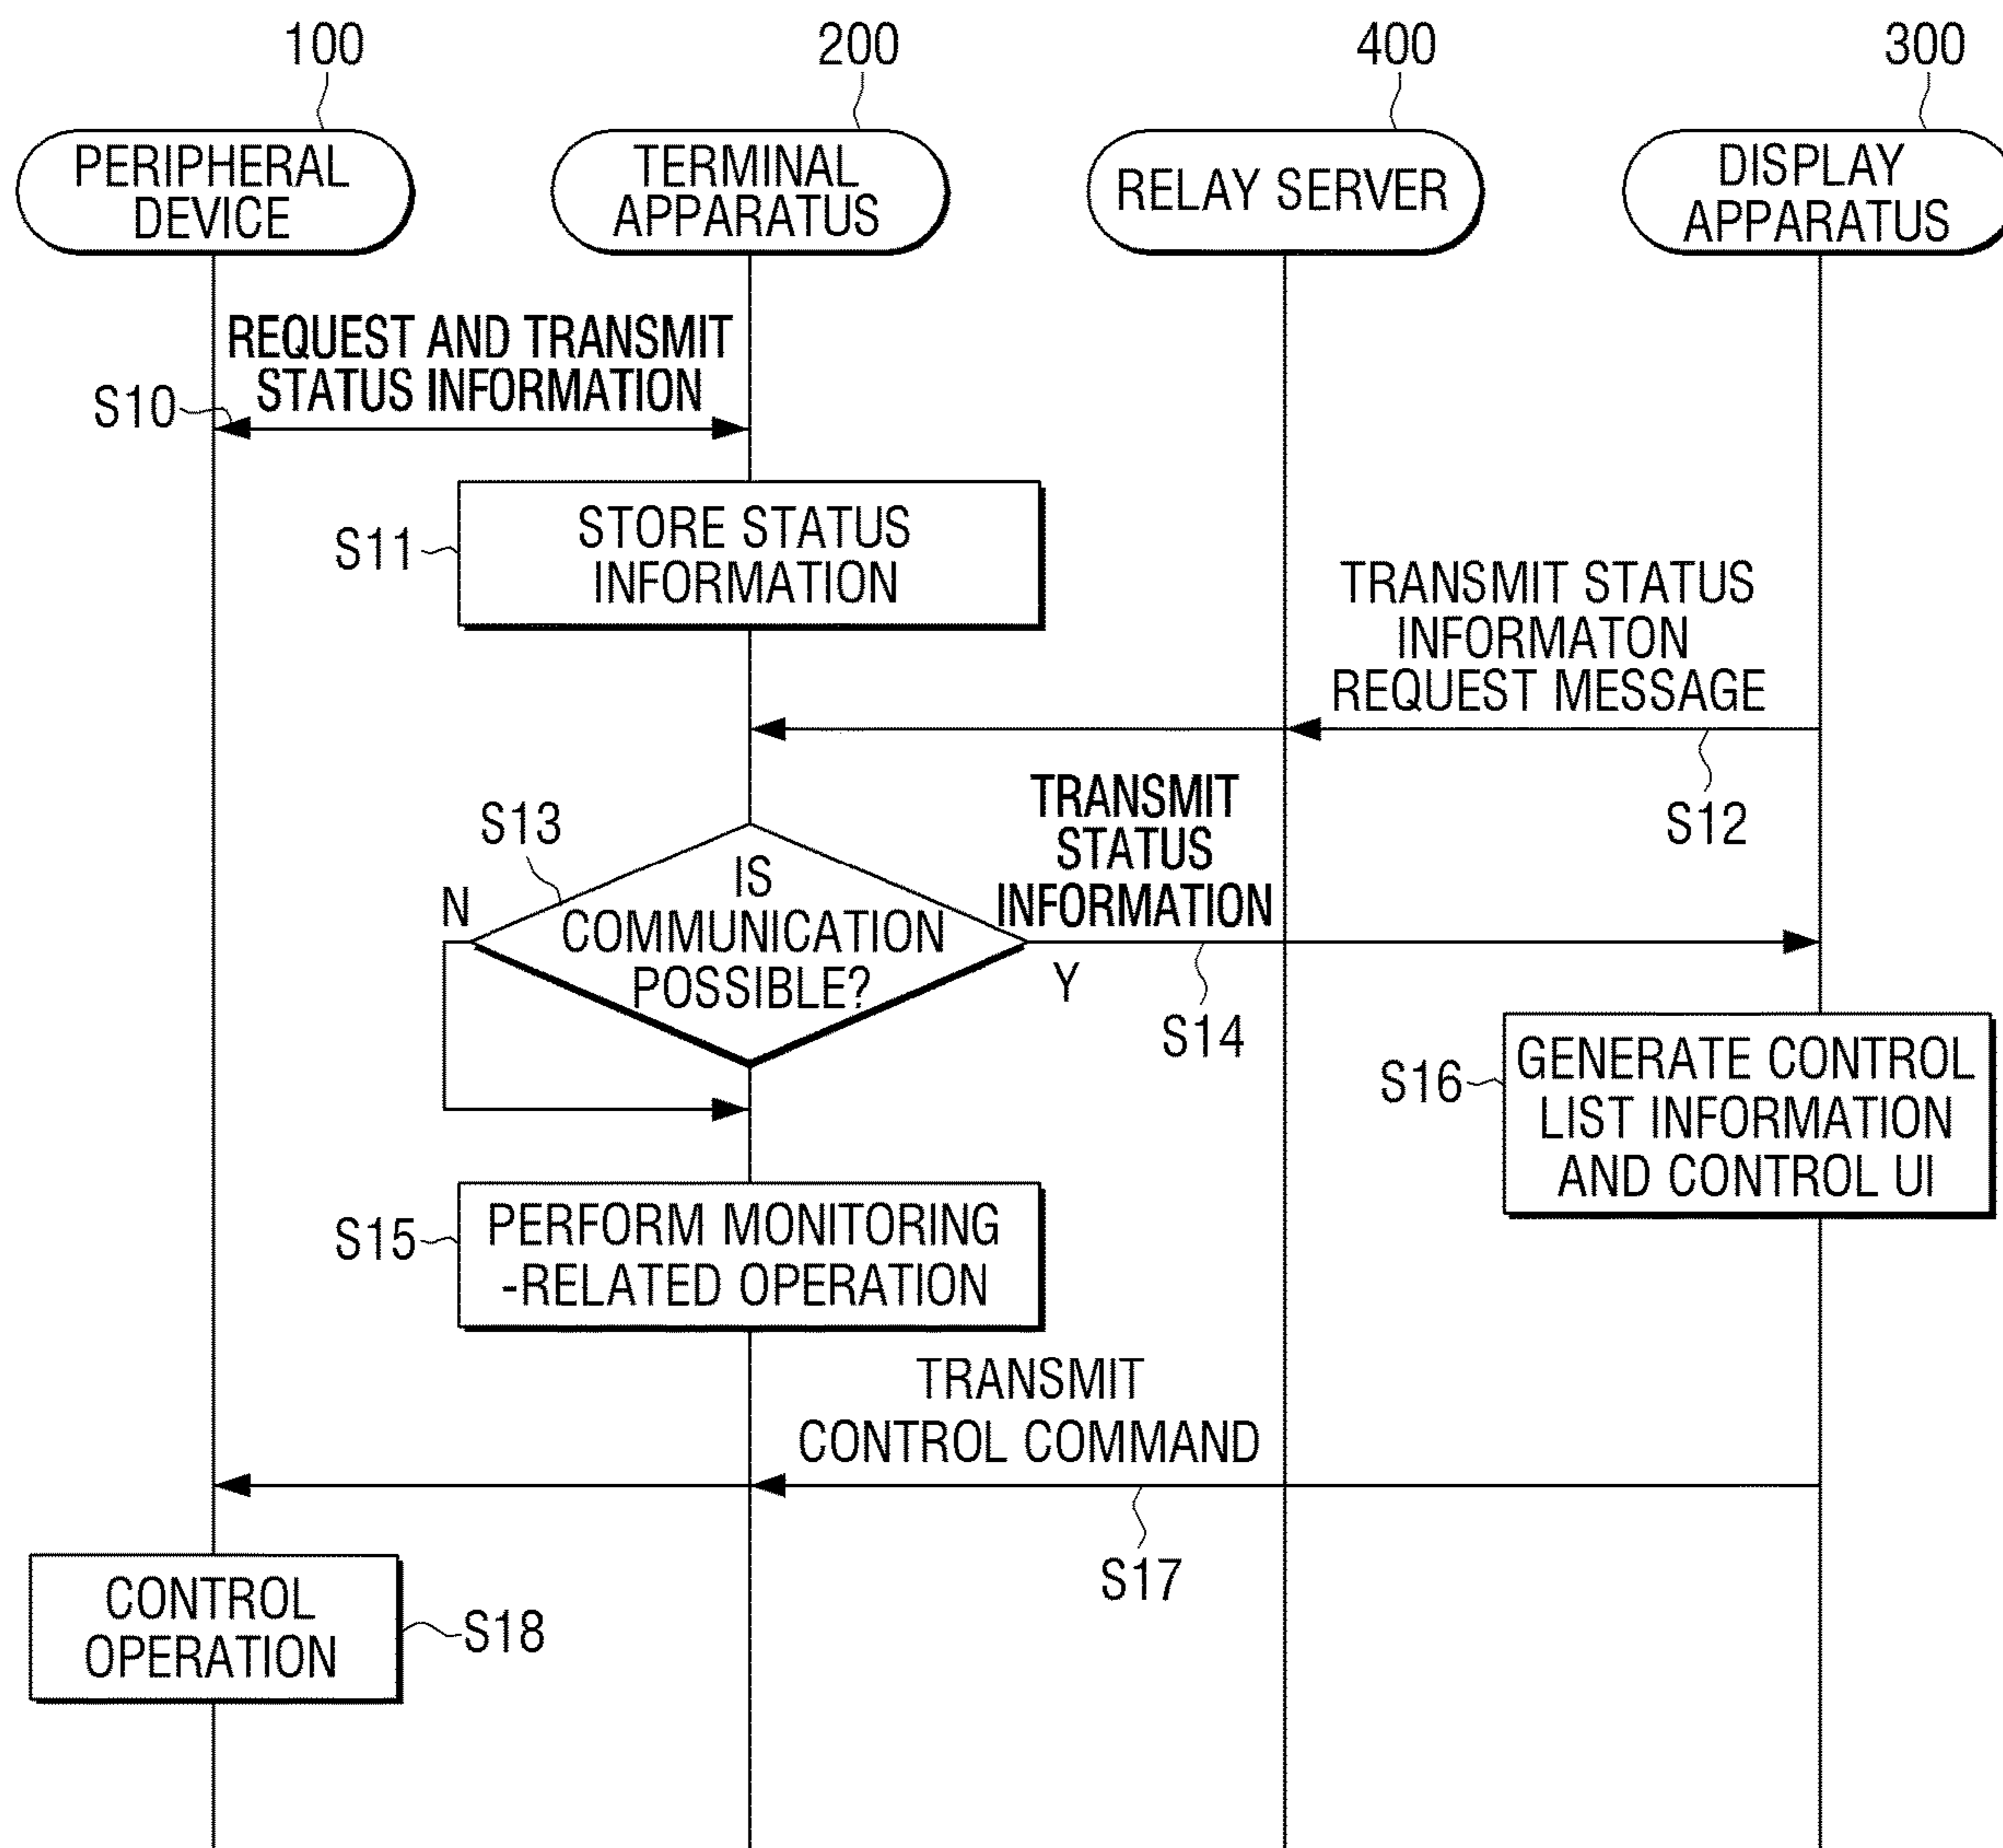 100
200
400
300
PERIPHERAL
DEVICE
TERMINAL
APPARATUS
RELAY SERVER
DISPLAY
APPARATUS
REQUEST AND TRANSMIT
STATUS INFORMATION
S10
STORE STATUS
INFORMATION
S11
TRANSMIT STATUS
INFORMATON
REQUEST MESSAGE
S12
S13
IS
COMMUNICATION
POSSIBLE?
N
Y
TRANSMIT
STATUS
INFORMATION
S14
S16
GENERATE CONTROL
LIST INFORMATION
AND CONTROL UI
S15
PERFORM MONITORING
-RELATED OPERATION
TRANSMIT
CONTROL COMMAND
S17
CONTROL
OPERATION
S18